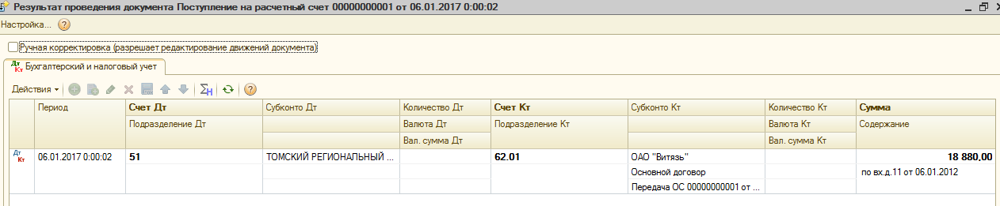 Результат проведения документа Поступление на расчетный счет 00000000001 от 06.01.2017 0:00:02
Настройка...
Ручная корректировка (разрешает редактирование движений документа)
Дт Кт Бухгалтерский и налоговый учет
Действия
Период Счет Дт Субконто Дт Количество Дт Счет Кт Субконто Кт Количество Кт Сумма
Подразделение Дт Валюта Дт Подразделение Кт Валюта Кт Содержание
Вал. сумма Дт Вал. сумма Кт
Дт Кт 06.01.2017 0:00:02 51 ТОМСКИЙ РЕГИОНАЛЬНЫЙ ... 62.01 ОАО "Витязь" 18 880,00
Основной договор по вх.д.11 от 06.01.2012
Передача ОС 00000000001 от ...